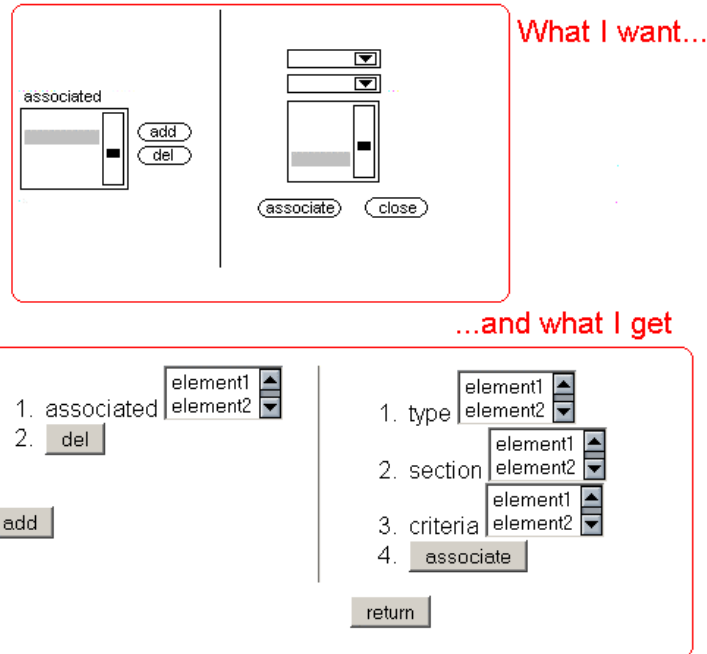 What I want...
associated
add
del
associate
close
...and what I get
1. associated element1
element2
2. del
add
1. type element1
element2
2. section element1
element2
3. criteria element1
element2
4. associate
return